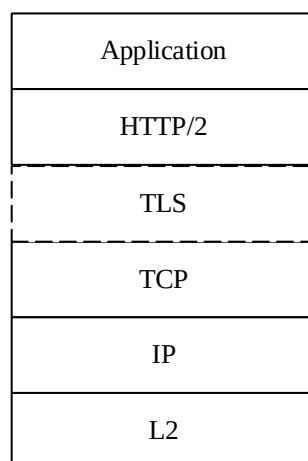 Application
HTTP/2
TLS
TCP
IP
L2